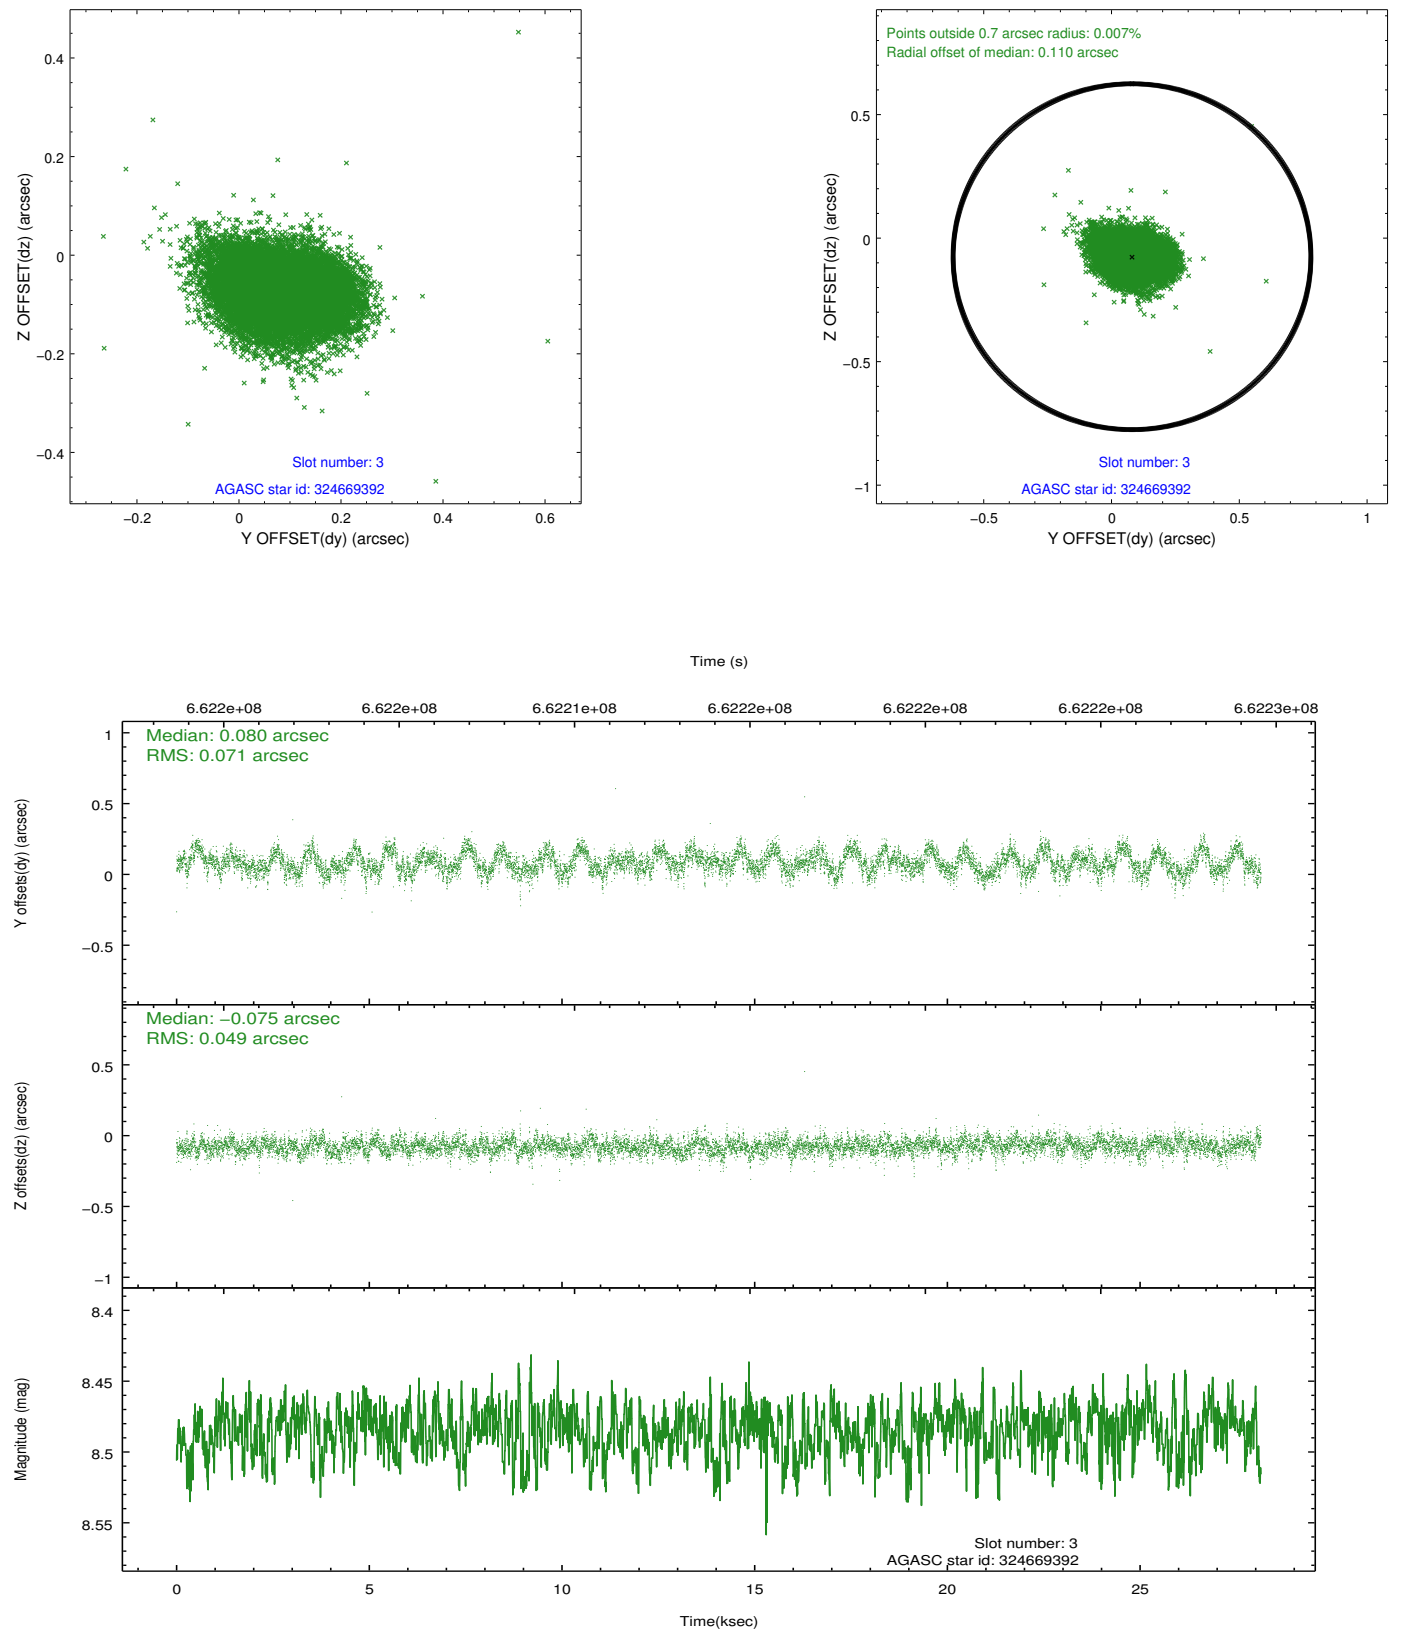 0.4
0.2
0
−0.2
−0.4
Z OFFSET(dz) (arcsec)
Slot number: 3
AGASC star id: 324669392
−0.2 0 0.2 0.4 0.6
Y OFFSET(dy) (arcsec)
Points outside 0.7 arcsec radius: 0.007%
Radial offset of median: 0.110 arcsec
0.5
0
−0.5
−1
Z OFFSET(dz) (arcsec)
Slot number: 3
AGASC star id: 324669392
−0.5 0 0.5 1
Y OFFSET(dy) (arcsec)
Time (s)
6.622e+08 6.622e+08 6.6221e+08 6.6222e+08 6.6222e+08 6.6222e+08 6.6223e+08
Median: 0.080 arcsec
RMS: 0.071 arcsec
1
0.5
0
−0.5
Y offsets(dy) (arcsec)
Median: −0.075 arcsec
RMS: 0.049 arcsec
0.5
0
−0.5
−1
Z offsets(dz) (arcsec)
8.4
8.45
8.5
8.55
Magnitude (mag)
Slot number: 3
AGASC star id: 324669392
0 5 10 15 20 25
Time(ksec)